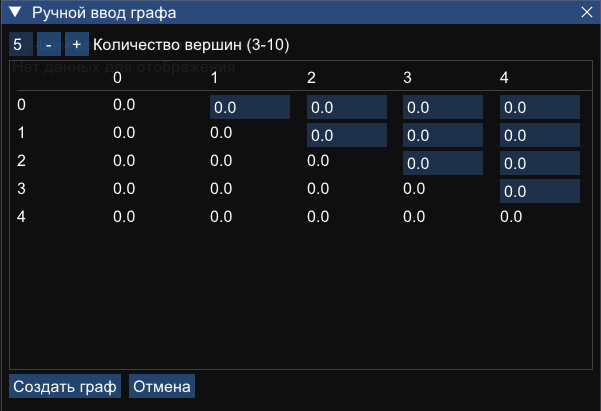 ▼ Ручной ввод графа ×
5 - + Количество вершин (3-10)
Нет данных для отображения
0 1 2 3 4
0 0.0 0.0 0.0 0.0 0.0
1 0.0 0.0 0.0 0.0 0.0
2 0.0 0.0 0.0 0.0 0.0
3 0.0 0.0 0.0 0.0 0.0
4 0.0 0.0 0.0 0.0 0.0
Создать граф Отмена